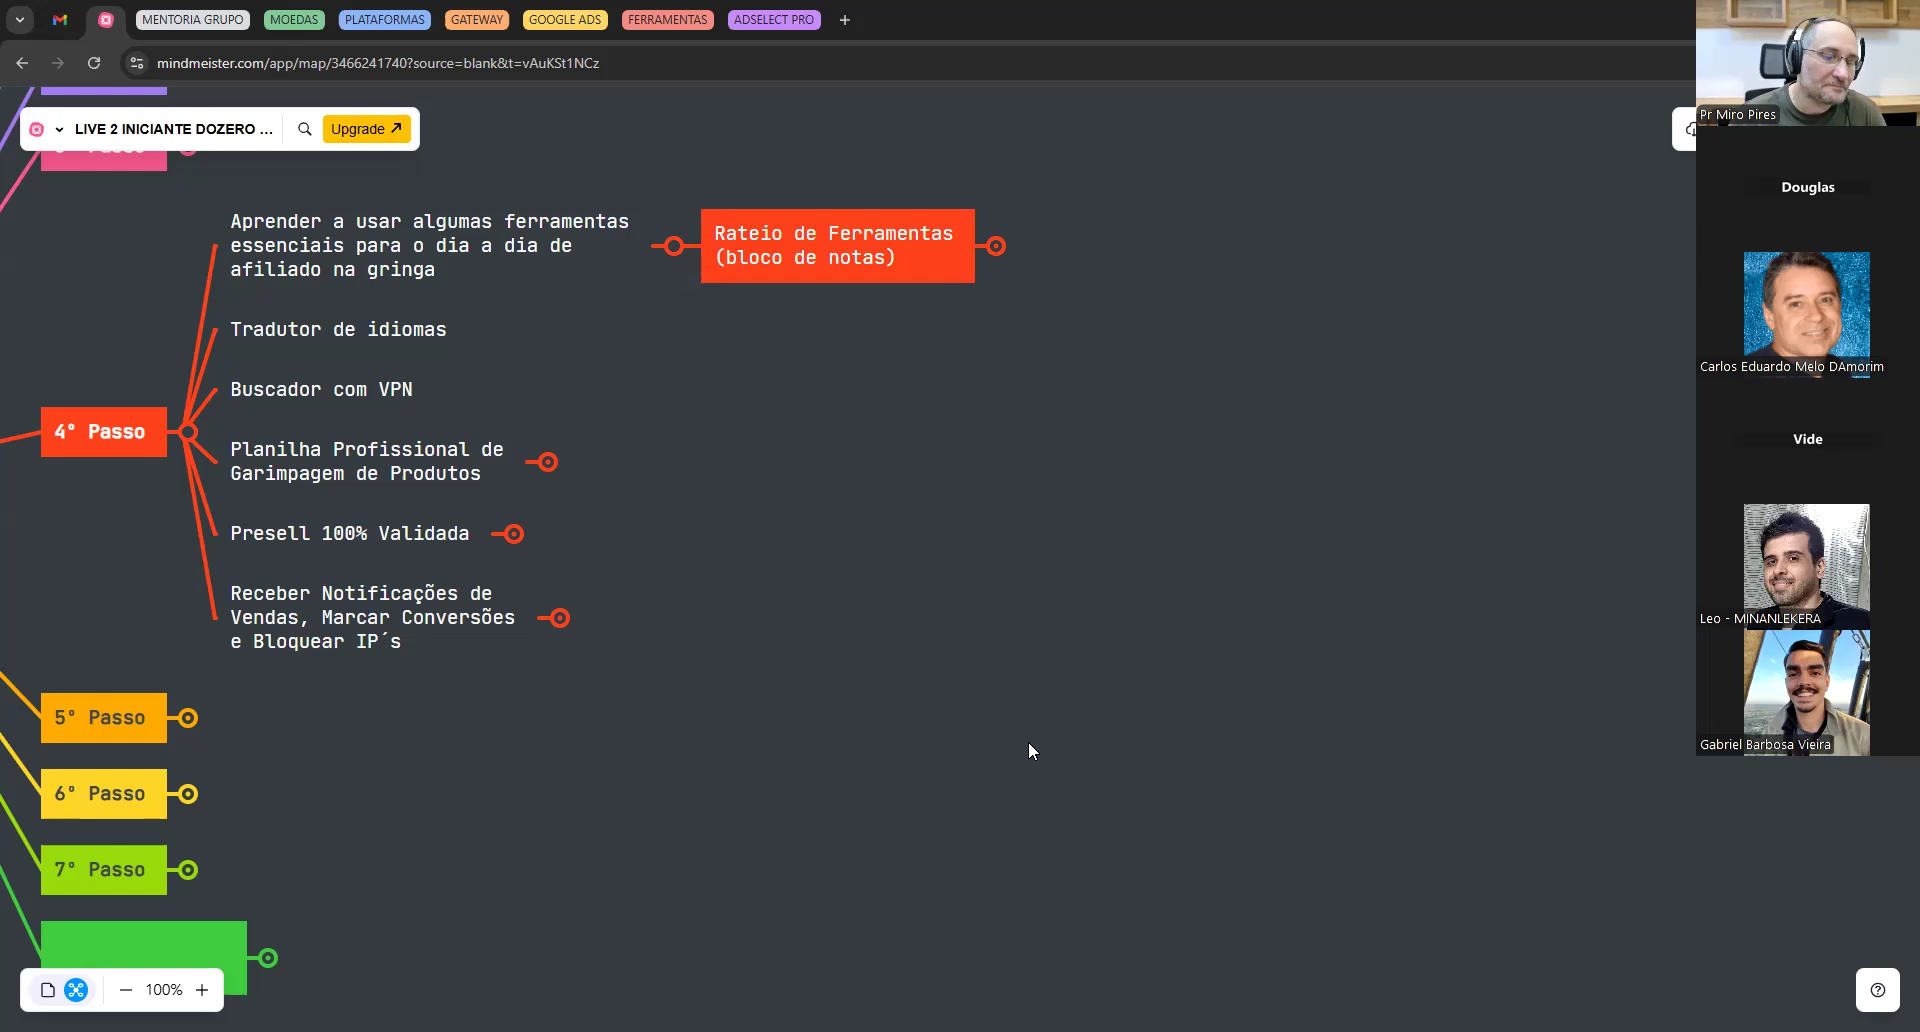 MENTORIA GRUPO
MOEDAS
PLATAFORMAS
GATEWAY
GOOGLE ADS
FERRAMENTAS
ADSELECT PRO
mindmeister.com/app/map/3466241740?source=blank&t=vAuKSt1NCz
LIVE 2 INICIANTE DOZERO ...
Upgrade
Passo
Aprender a usar algumas ferramentas
essenciais para o dia a dia de
afiliado na gringa
Rateio de Ferramentas
(bloco de notas)
Tradutor de idiomas
Buscador com VPN
4° Passo
Planilha Profissional de
Garimpagem de Produtos
Presell 100% Validada
Receber Notificações de
Vendas, Marcar Conversões
e Bloquear IP´s
5° Passo
6° Passo
7° Passo
100%
Pr Miro Pires
Douglas
Carlos Eduardo Melo DAmorim
Vide
Leo - MINANLEKERA
Gabriel Barbosa Vieira